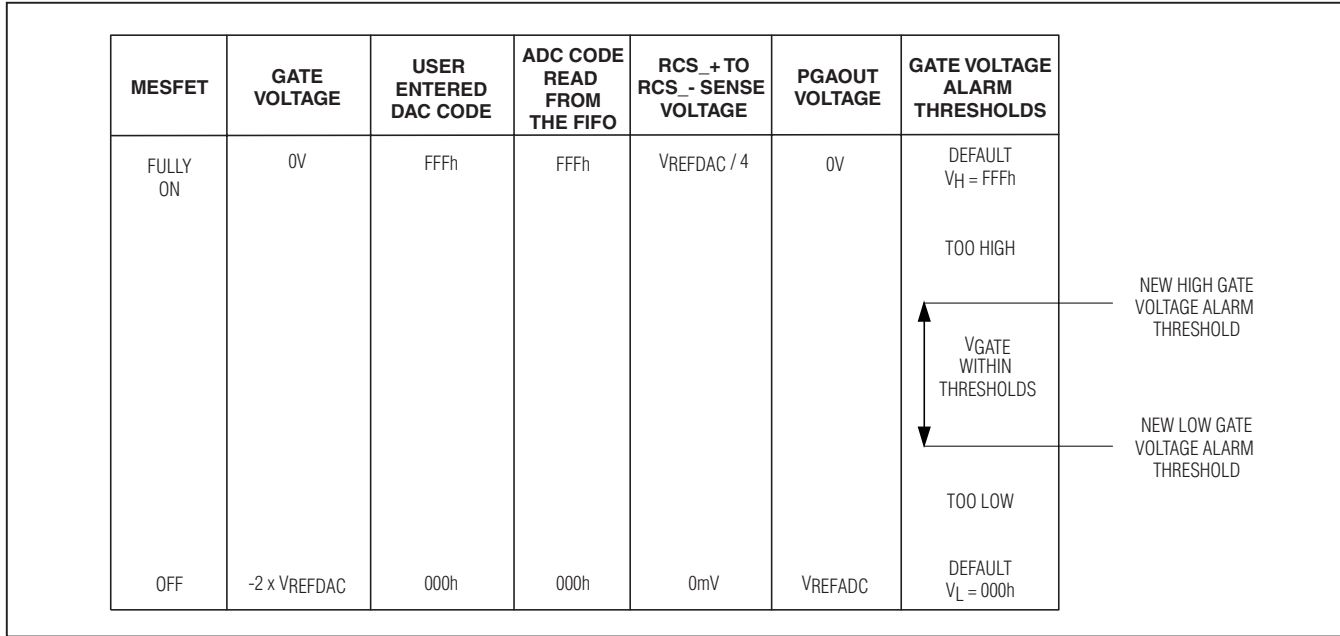 MESFET
GATE
VOLTAGE
USER
ENTERED
DAC CODE
ADC CODE
READ
FROM
THE FIFO
RCS_+ TO
RCS_- SENSE
VOLTAGE
PGAOUT
VOLTAGE
GATE VOLTAGE
ALARM
THRESHOLDS
FULLY
ON
0V
FFFh
FFFh
VREFDAC / 4
0V
DEFAULT
VH = FFFh
TOO HIGH
NEW HIGH GATE
VOLTAGE ALARM
THRESHOLD
VGATE
WITHIN
THRESHOLDS
NEW LOW GATE
VOLTAGE ALARM
THRESHOLD
TOO LOW
OFF
-2 x VREFDAC
000h
000h
0mV
VREFADC
DEFAULT
VL = 000h